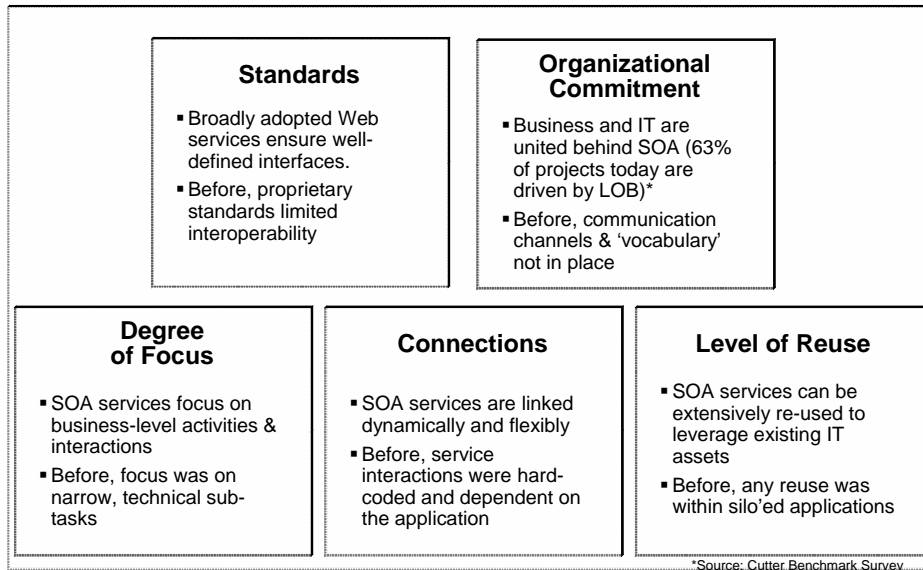 Standards
▪ Broadly adopted Web
services ensure well-
defined interfaces.
▪ Before, proprietary
standards limited
interoperability
Organizational
Commitment
▪ Business and IT are
united behind SOA (63%
of projects today are
driven by LOB)*
▪ Before, communication
channels & ‘vocabulary’
not in place
Degree
of Focus
▪ SOA services focus on
business-level activities &
interactions
▪ Before, focus was on
narrow, technical sub-
tasks
Connections
▪ SOA services are linked
dynamically and flexibly
▪ Before, service
interactions were hard-
coded and dependent on
the application
Level of Reuse
▪ SOA services can be
extensively re-used to
leverage existing IT
assets
▪ Before, any reuse was
within silo’ed applications
*Source: Cutter Benchmark Survey